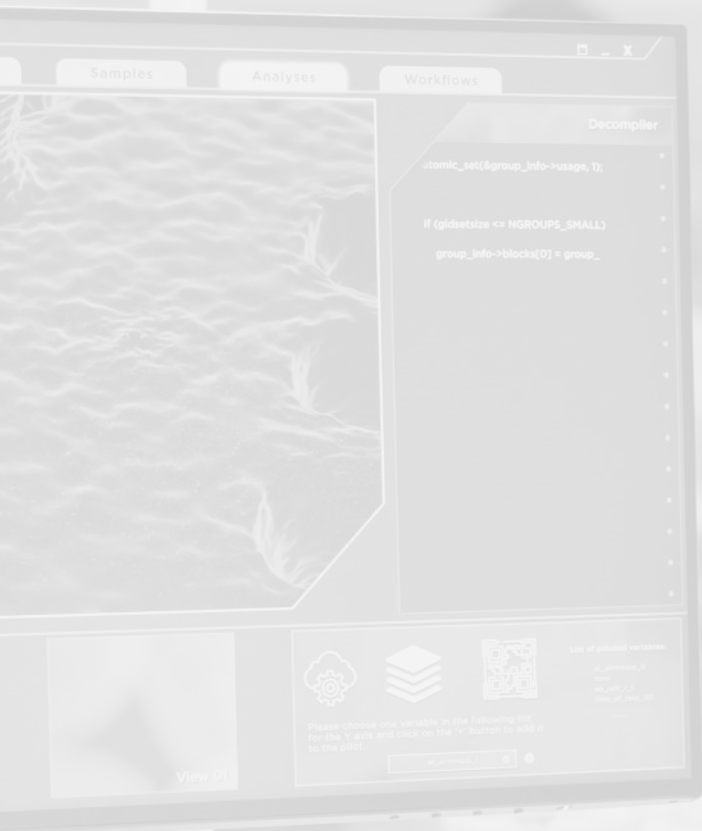 Samples
Analyses
Workflows
X
Decompiler
atomic_set(&group_info->usage, 1);
if (gidsetsize <= NGROUPS_SMALL)
group_info->blocks[0] = group_
View 01
Please choose one variable in the following list
for the Y axis and click on the "+" button to add it
to the plot.
List of allowed variables